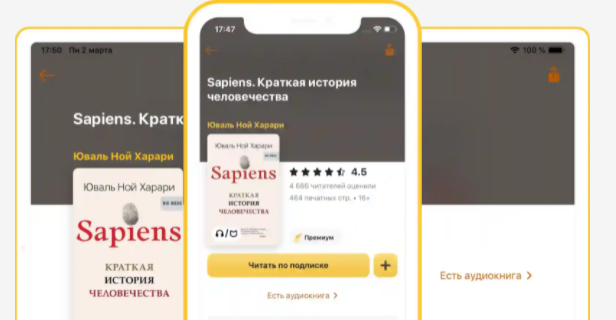 17:50 Пн 2 марта
100 %
Sapiens. Кратк
Юваль Ной Харари
Юваль Ной Харари
Sapiens
КРАТКАЯ
ИСТОРИЯ
ЧЕЛОВЕЧЕСТВА
17:47
Sapiens. Краткая история
человечества
Юваль Ной Харари
Юваль Ной Харари
Sapiens
КРАТКАЯ
ИСТОРИЯ
ЧЕЛОВЕЧЕСТВА
4.5
4 686 читателей оценили
464 печатных стр. • 16+
Премиум
Читать по подписке
+
Есть аудиокнига
Есть аудиокнига